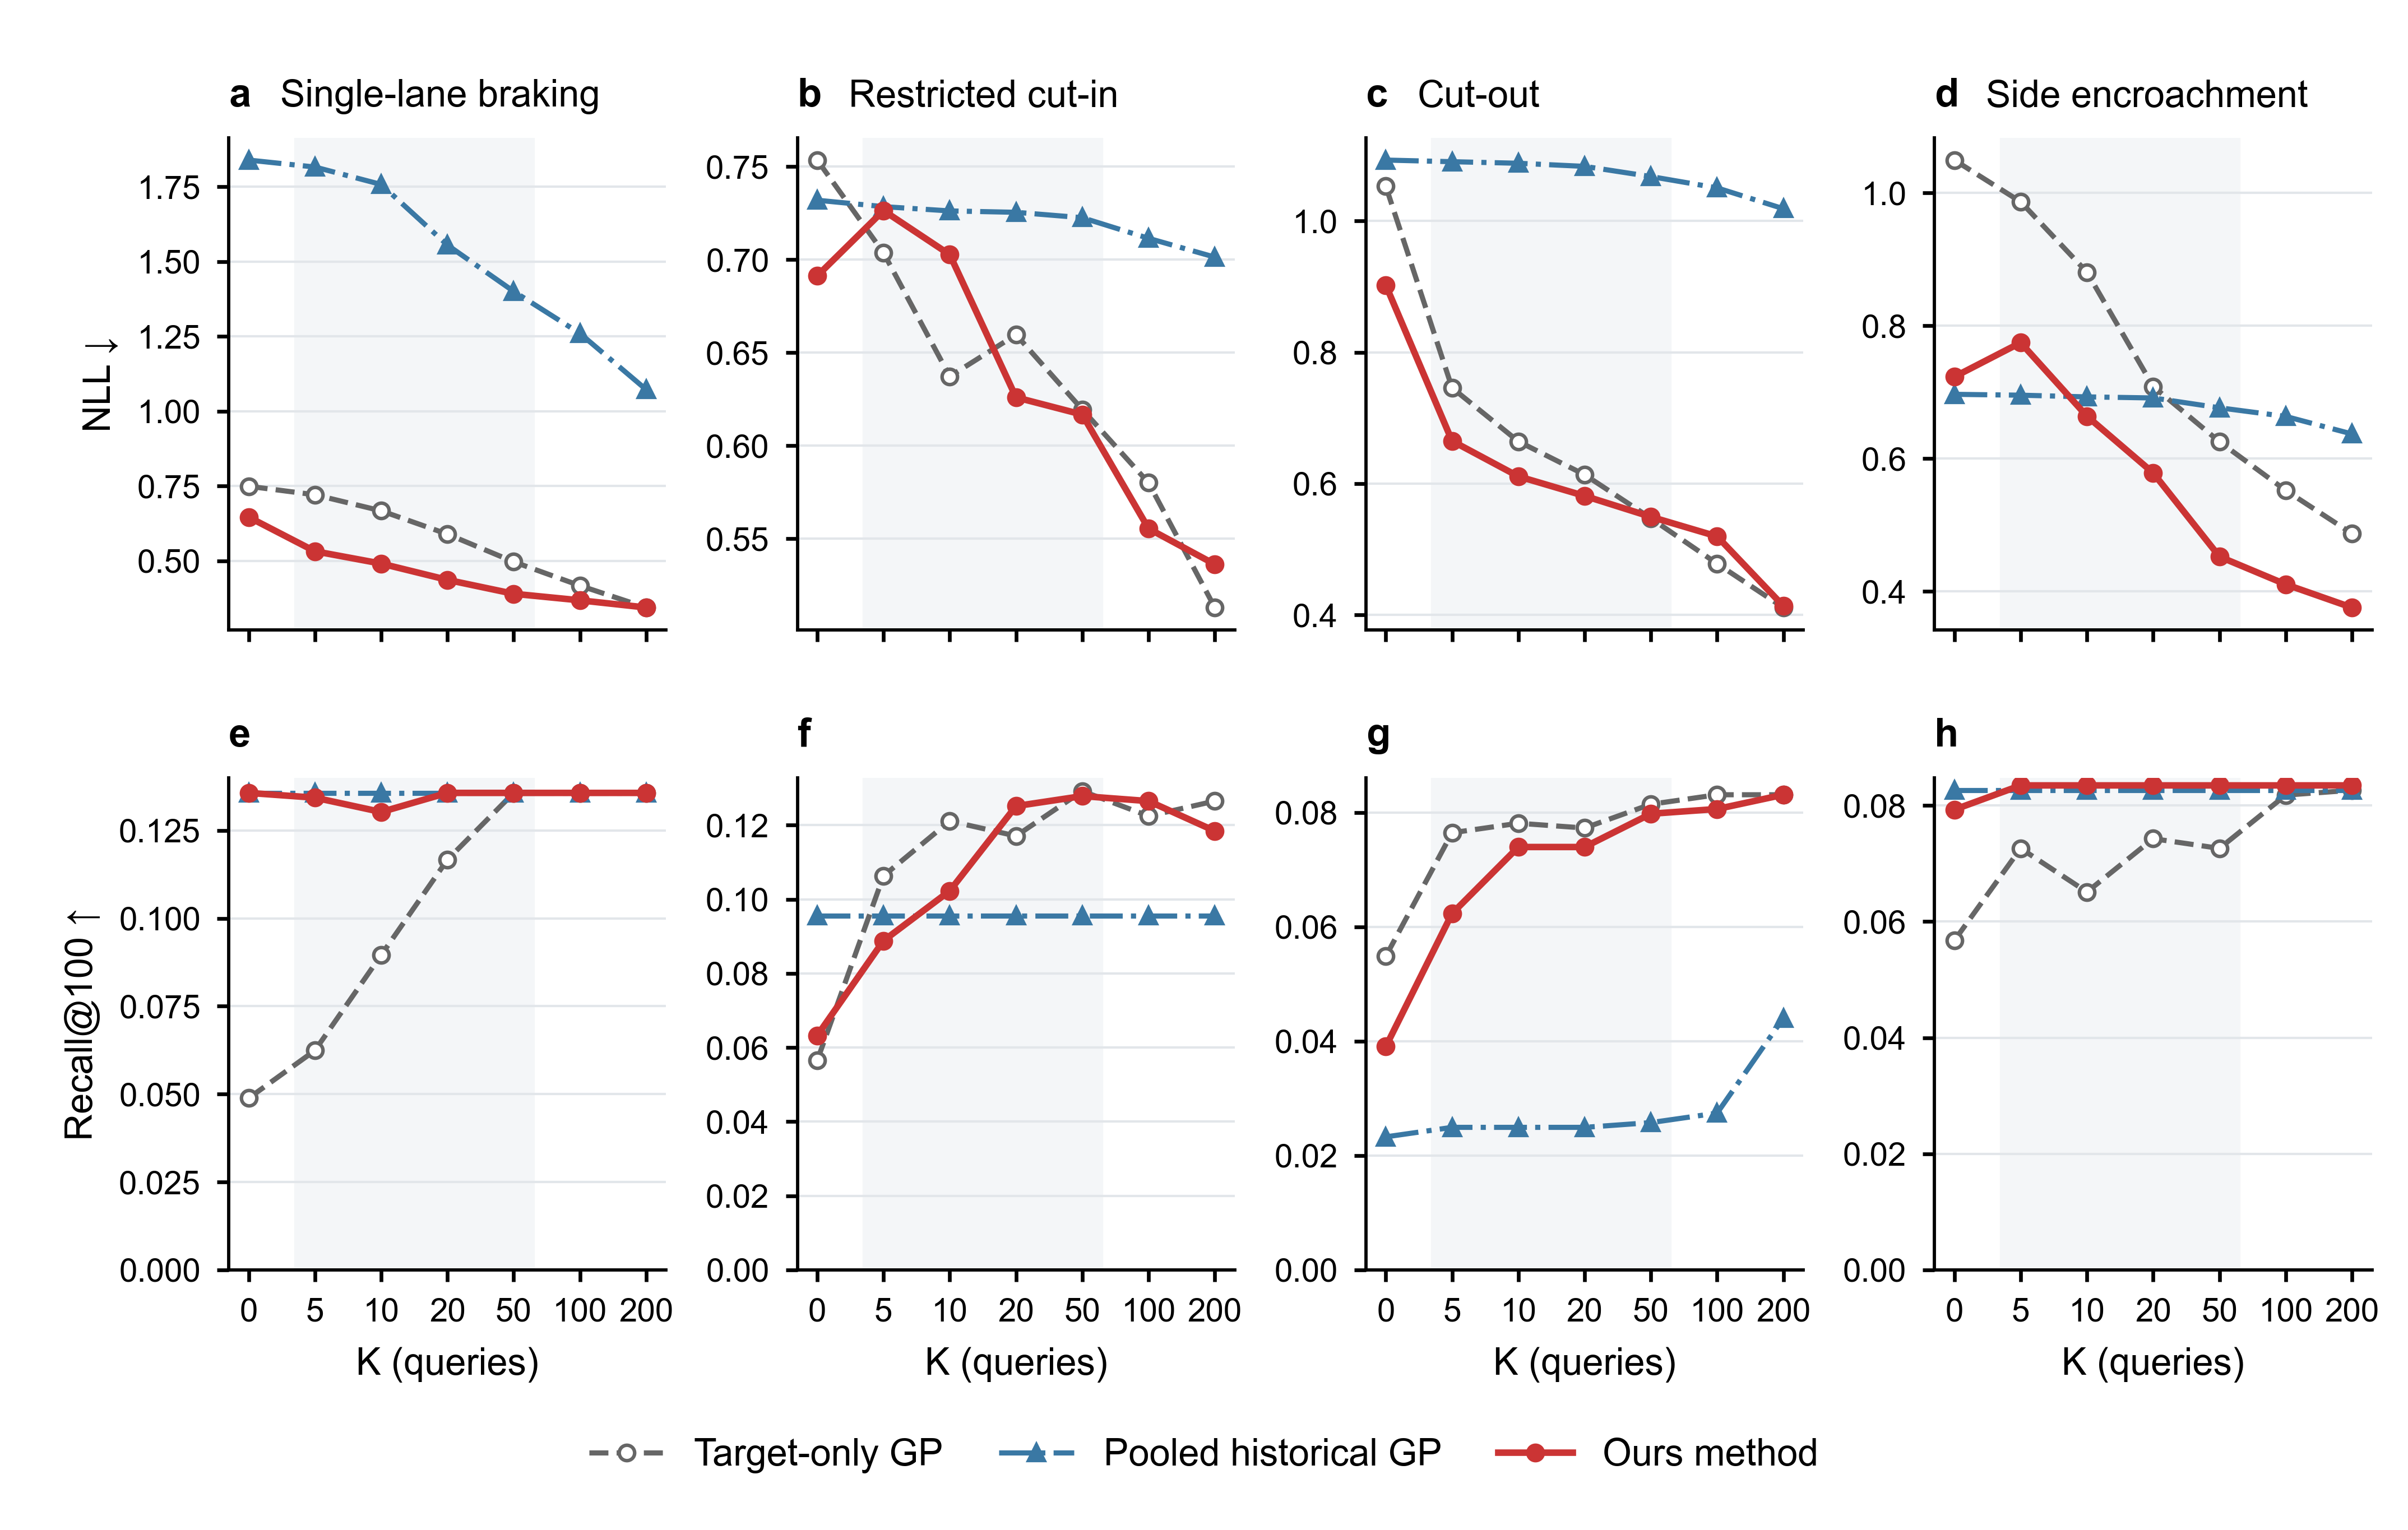 a Single-lane braking
b Restricted cut-in
c Cut-out
d Side encroachment
NLL ↓
1.75
1.50
1.25
1.00
0.75
0.50
0.75
0.70
0.65
0.60
0.55
1.0
0.8
0.6
0.4
1.0
0.8
0.6
0.4
e
f
g
h
Recall@100 ↑
0.125
0.100
0.075
0.050
0.025
0.000
0.12
0.10
0.08
0.06
0.04
0.02
0.00
0.08
0.06
0.04
0.02
0.00
0.08
0.06
0.04
0.02
0.00
0 5 10 20 50 100 200
0 5 10 20 50 100 200
0 5 10 20 50 100 200
0 5 10 20 50 100 200
K (queries)
K (queries)
K (queries)
K (queries)
Target-only GP
Pooled historical GP
Ours method